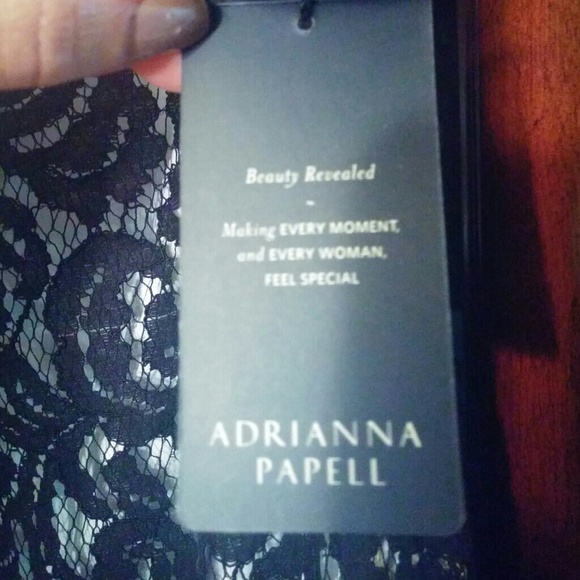 Beauty Revealed
-
Making EVERY MOMENT,
and EVERY WOMAN,
FEEL SPECIAL
ADRIANNA
PAPELL